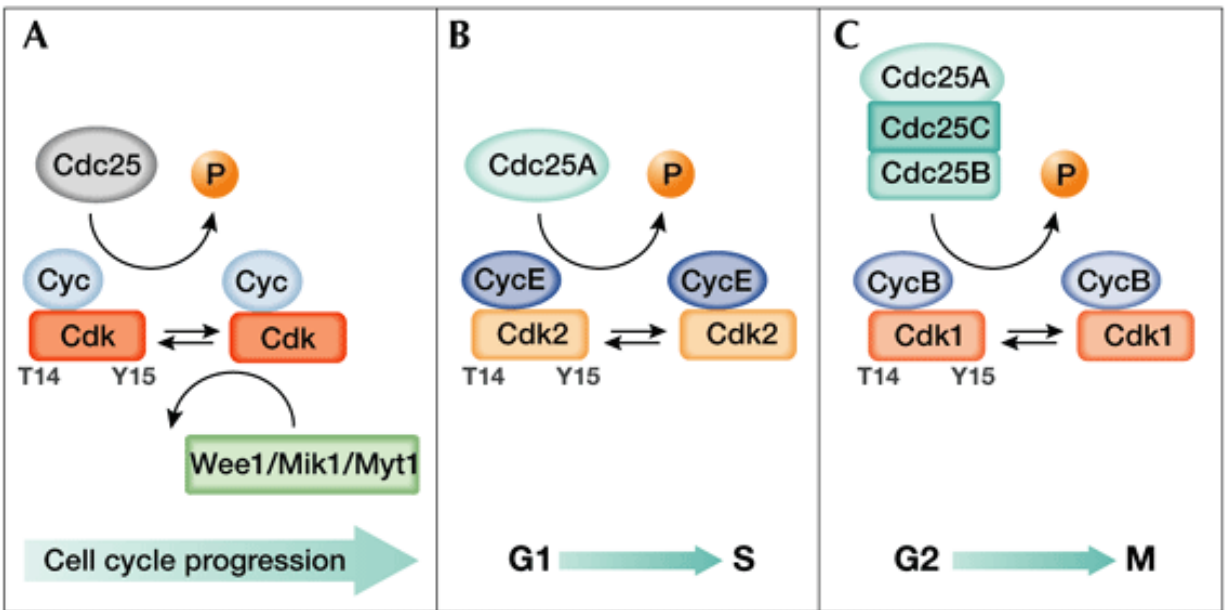 A
Cdc25
P
Cyc
Cyc
Cdk
Cdk
T14 Y15
Wee1/Mik1/Myt1
Cell cycle progression
B
Cdc25A
P
CycE
CycE
Cdk2
Cdk2
T14 Y15
G1
S
C
Cdc25A
Cdc25C
Cdc25B
P
CycB
CycB
Cdk1
Cdk1
T14 Y15
G2
M